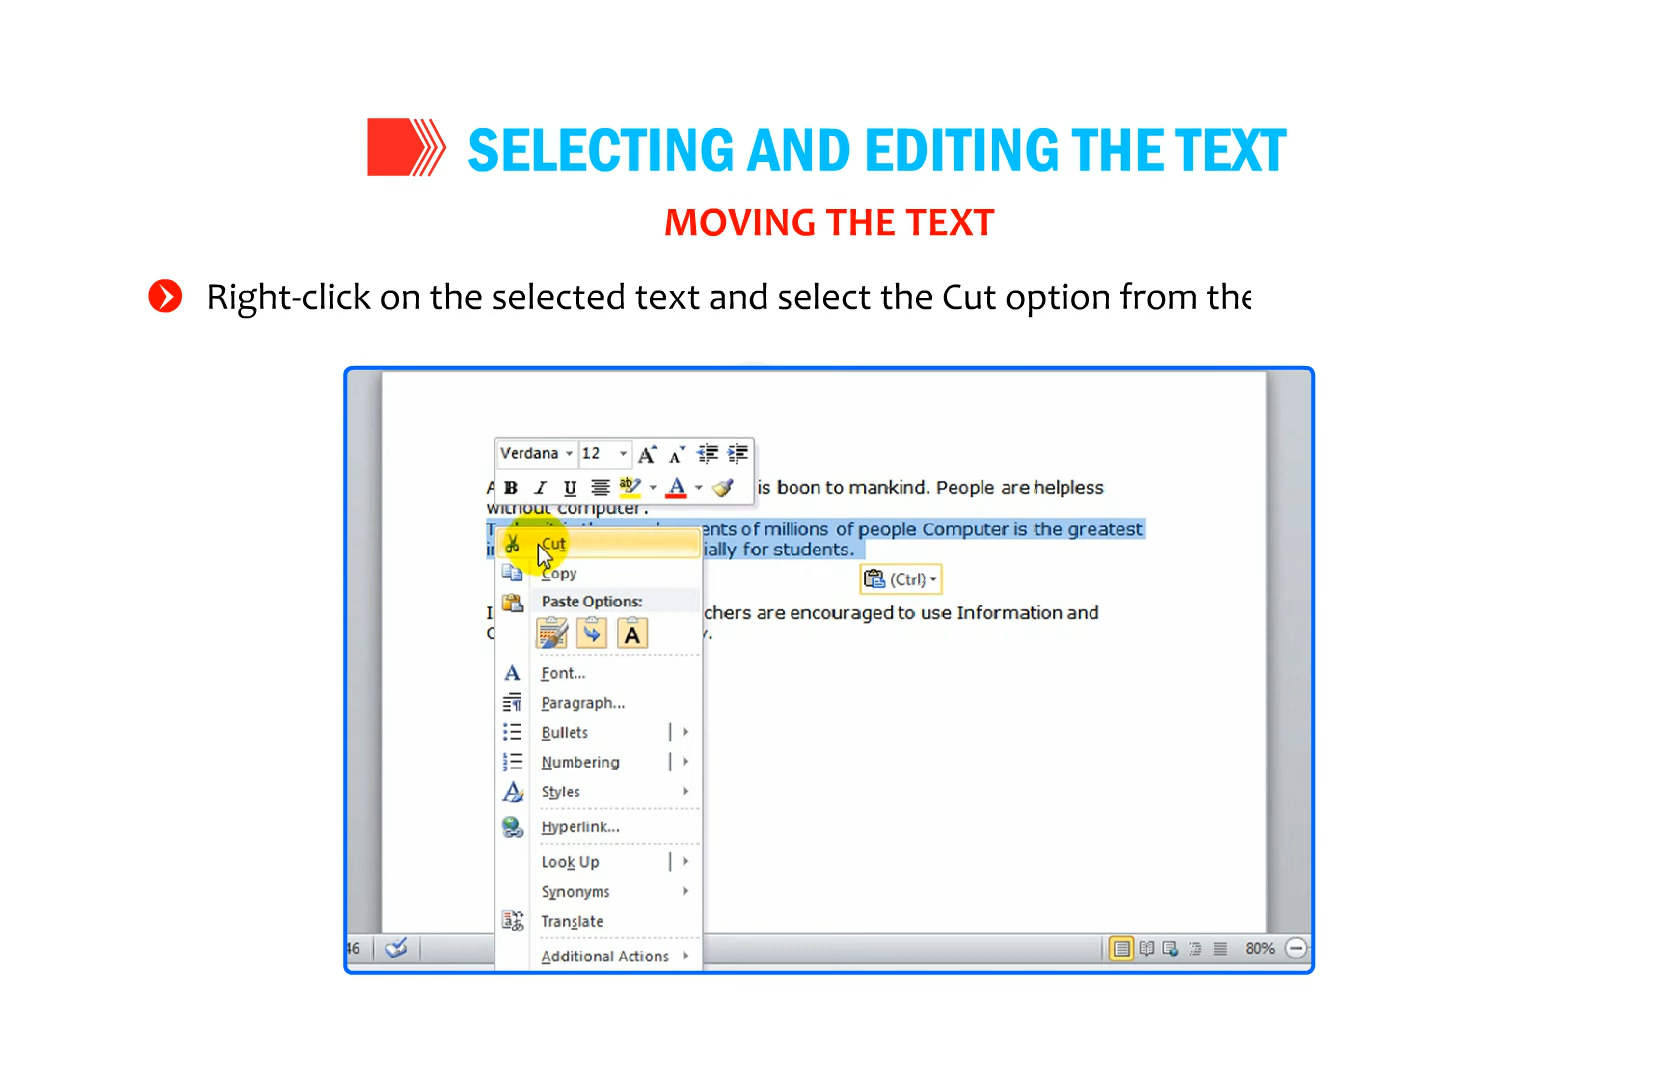 SELECTING AND EDITING THE TEXT
MOVING THE TEXT
Right-click on the selected text and select the Cut option from the
Verdana 12
is boon to mankind. People are helpless
without computer.
of millions of people Computer is the greatest
for students.
Cut
Copy
(Ctrl)
Paste Options:
are encouraged to use Information and
Font...
Paragraph...
Bullets
Numbering
Styles
Hyperlink...
Look Up
Synonyms
Translate
Additional Actions
46
80%